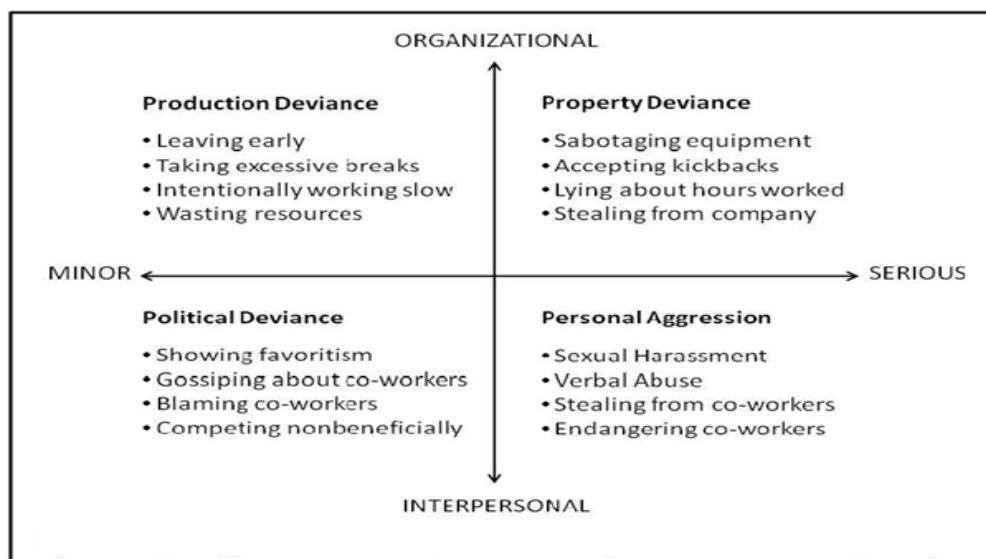 ORGANIZATIONAL
Production Deviance
• Leaving early
• Taking excessive breaks
• Intentionally working slow
• Wasting resources
Property Deviance
• Sabotaging equipment
• Accepting kickbacks
• Lying about hours worked
• Stealing from company
MINOR
SERIOUS
Political Deviance
• Showing favoritism
• Gossiping about co-workers
• Blaming co-workers
• Competing nonbeneficially
Personal Aggression
• Sexual Harassment
• Verbal Abuse
• Stealing from co-workers
• Endangering co-workers
INTERPERSONAL